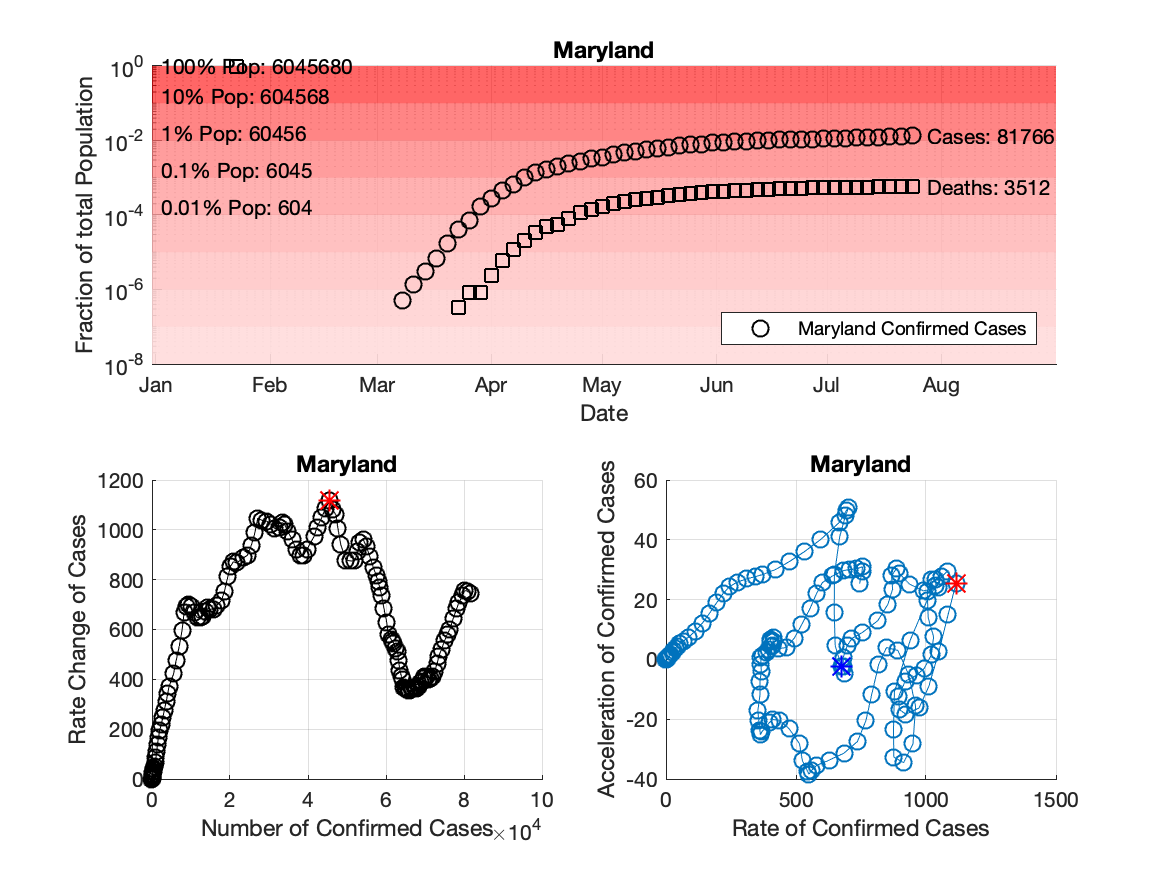 Maryland
10^0
10^-2
10^-4
10^-6
10^-8
Fraction of total Population
100% Pop: 6045680
10% Pop: 604568
1% Pop: 60456
0.1% Pop: 6045
0.01% Pop: 604
Cases: 81766
Deaths: 3512
Maryland Confirmed Cases
Jan Feb Mar Apr May Jun Jul Aug
Date
Maryland
1200
1000
800
600
400
200
0
Rate Change of Cases
0 2 4 6 8 10
Number of Confirmed Cases ×10^4
Maryland
60
40
20
0
-20
-40
Acceleration of Confirmed Cases
0 500 1000 1500
Rate of Confirmed Cases